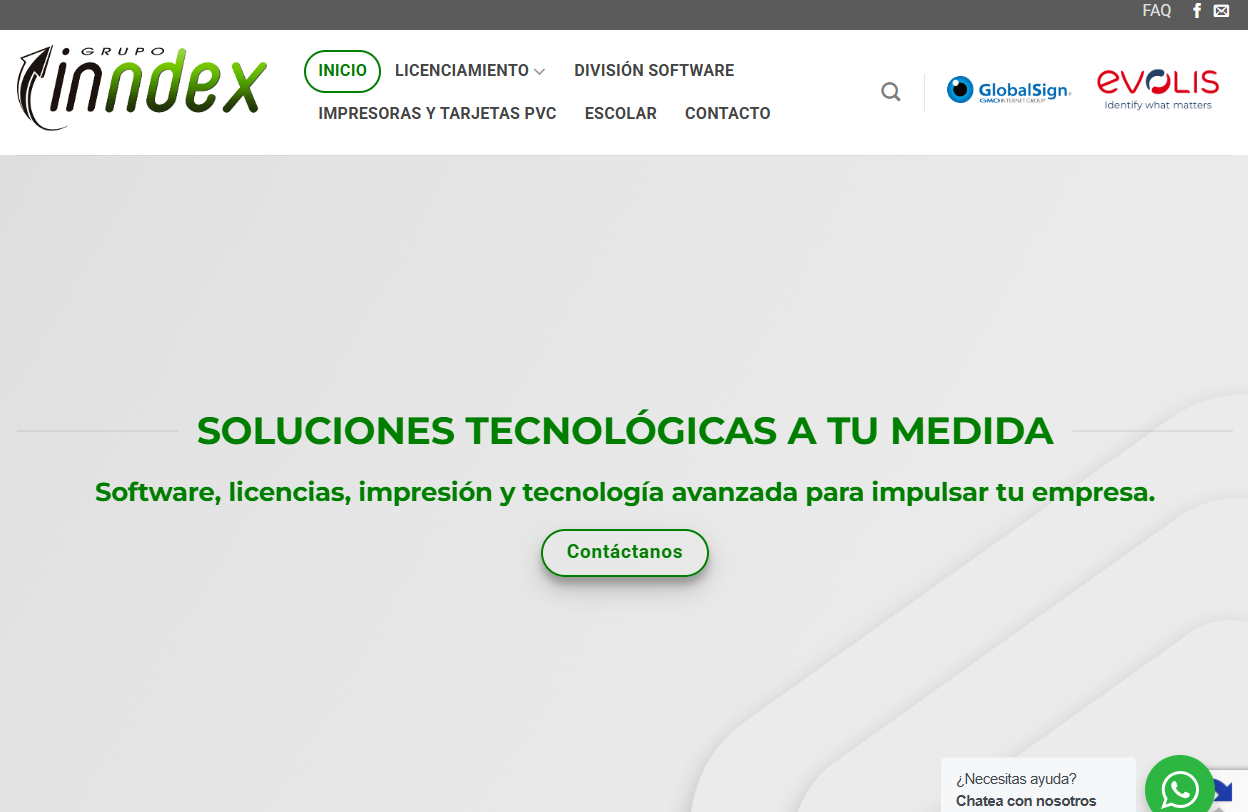 FAQ
GRUPO
inndex
INICIO
LICENCIAMIENTO
DIVISIÓN SOFTWARE
IMPRESORAS Y TARJETAS PVC
ESCOLAR
CONTACTO
GlobalSign
GMO INTERNET GROUP
evolis
Identify what matters
SOLUCIONES TECNOLÓGICAS A TU MEDIDA
Software, licencias, impresión y tecnología avanzada para impulsar tu empresa.
Contáctanos
¿Necesitas ayuda?
Chatea con nosotros